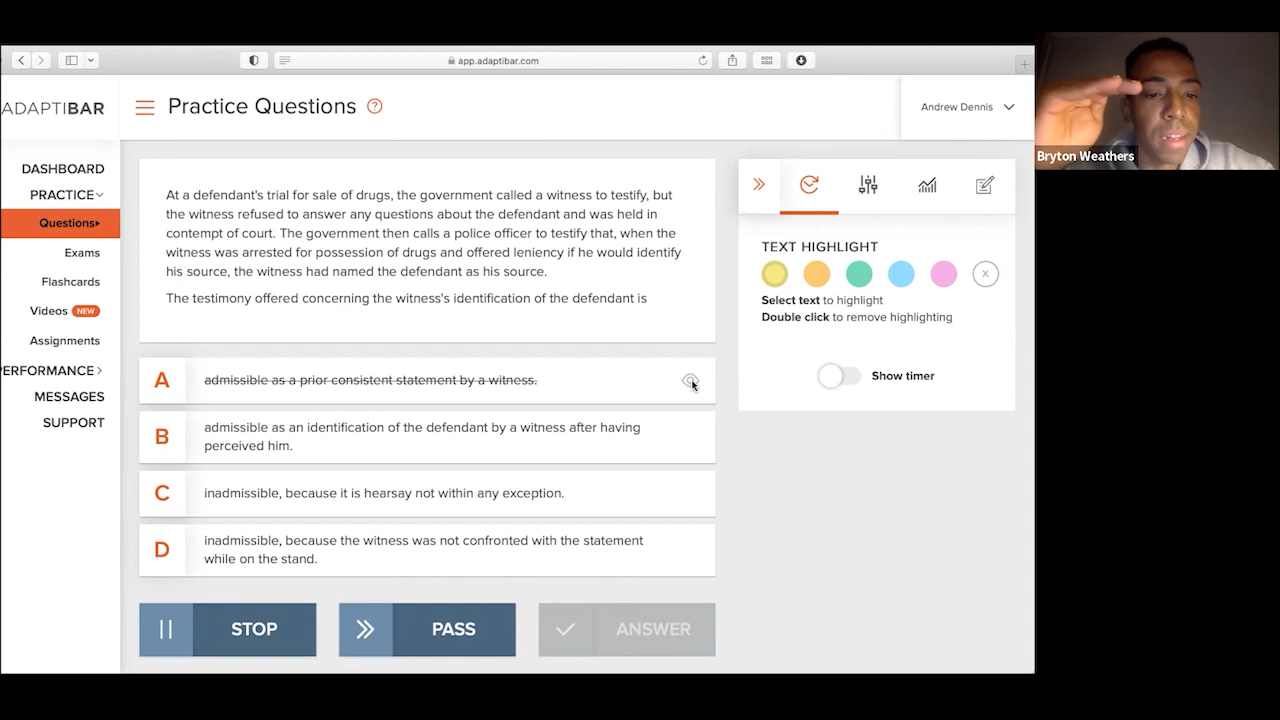 app.adaptibar.com
ADAPTIBAR
Practice Questions ?
Andrew Dennis
DASHBOARD
PRACTICE
Questions
Exams
Flashcards
Videos NEW
Assignments
PERFORMANCE
MESSAGES
SUPPORT
At a defendant's trial for sale of drugs, the government called a witness to testify, but
the witness refused to answer any questions about the defendant and was held in
contempt of court. The government then calls a police officer to testify that, when the
witness was arrested for possession of drugs and offered leniency if he would identify
his source, the witness had named the defendant as his source.
The testimony offered concerning the witness's identification of the defendant is
A admissible as a prior consistent statement by a witness.
B admissible as an identification of the defendant by a witness after having
perceived him.
C inadmissible, because it is hearsay not within any exception.
D inadmissible, because the witness was not confronted with the statement
while on the stand.
STOP
PASS
ANSWER
TEXT HIGHLIGHT
x
Select text to highlight
Double click to remove highlighting
Show timer
Bryton Weathers